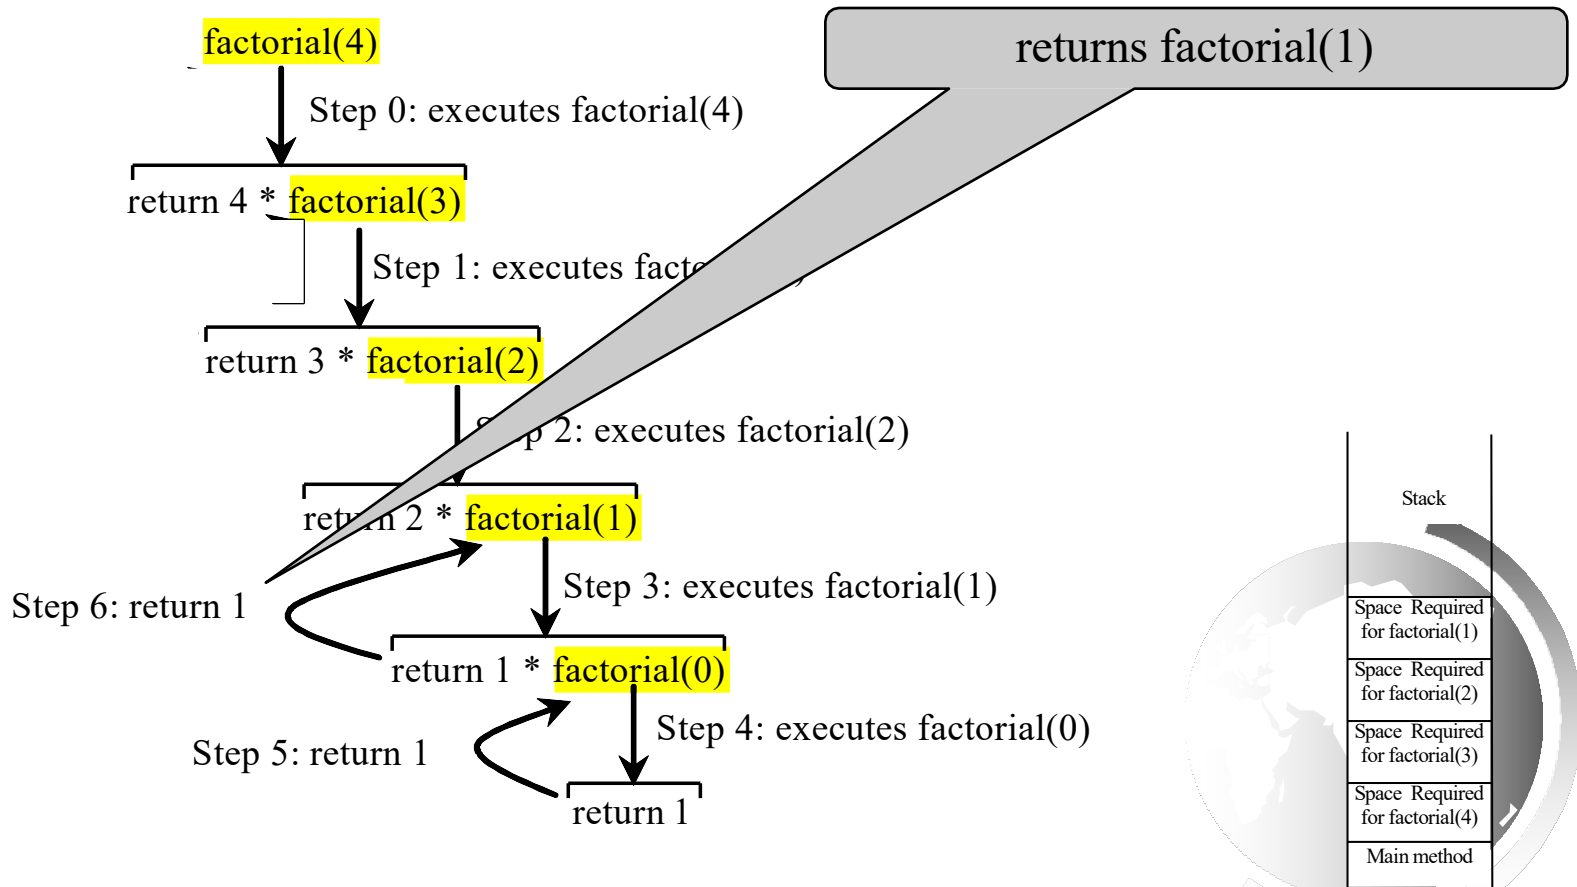 factorial(4)
returns factorial(1)
Step 0: executes factorial(4)
return 4 * factorial(3)
Step 1: executes
return 3 * factorial(2)
2: executes factorial(2)
return 2 * factorial(1)
Step 3: executes factorial(1)
Step 6: return 1
return 1 * factorial(0)
Step 4: executes factorial(0)
Step 5: return 1
return 1
Stack
Space Required
for factorial(1)
Space Required
for factorial(2)
Space Required
for factorial(3)
Space Required
for factorial(4)
Main method